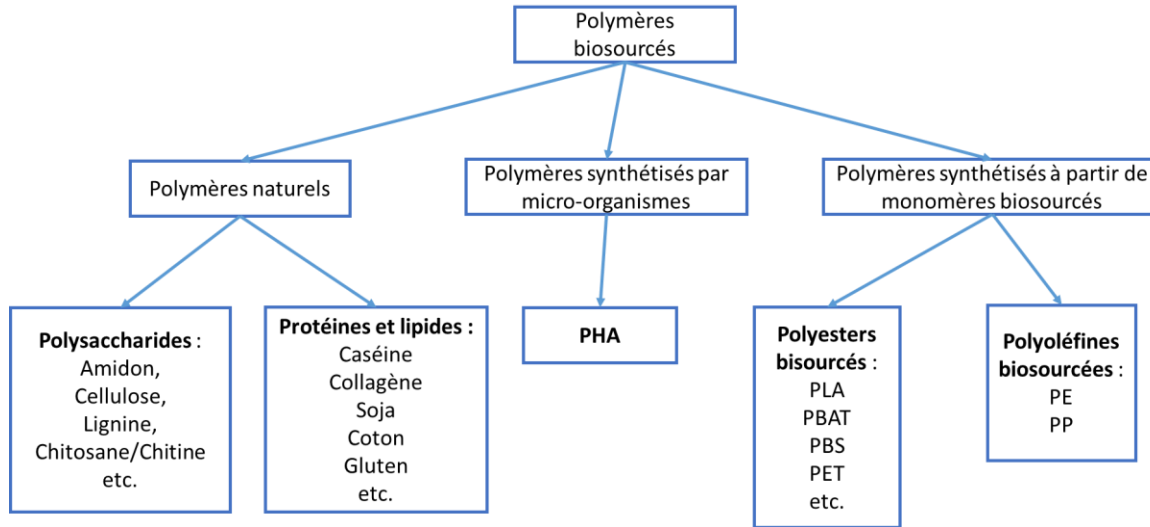 Polymères
biosourcés
Polymères naturels
Polymères synthétisés par
micro-organismes
Polymères synthétisés à partir de
monomères biosourcés
Polysaccharides :
Amidon,
Cellulose,
Lignine,
Chitosane/Chitine
etc.
Protéines et lipides :
Caséine
Collagène
Soja
Coton
Gluten
etc.
PHA
Polyesters
bisourcés :
PLA
PBAT
PBS
PET
etc.
Polyoléfines
biosourcées :
PE
PP